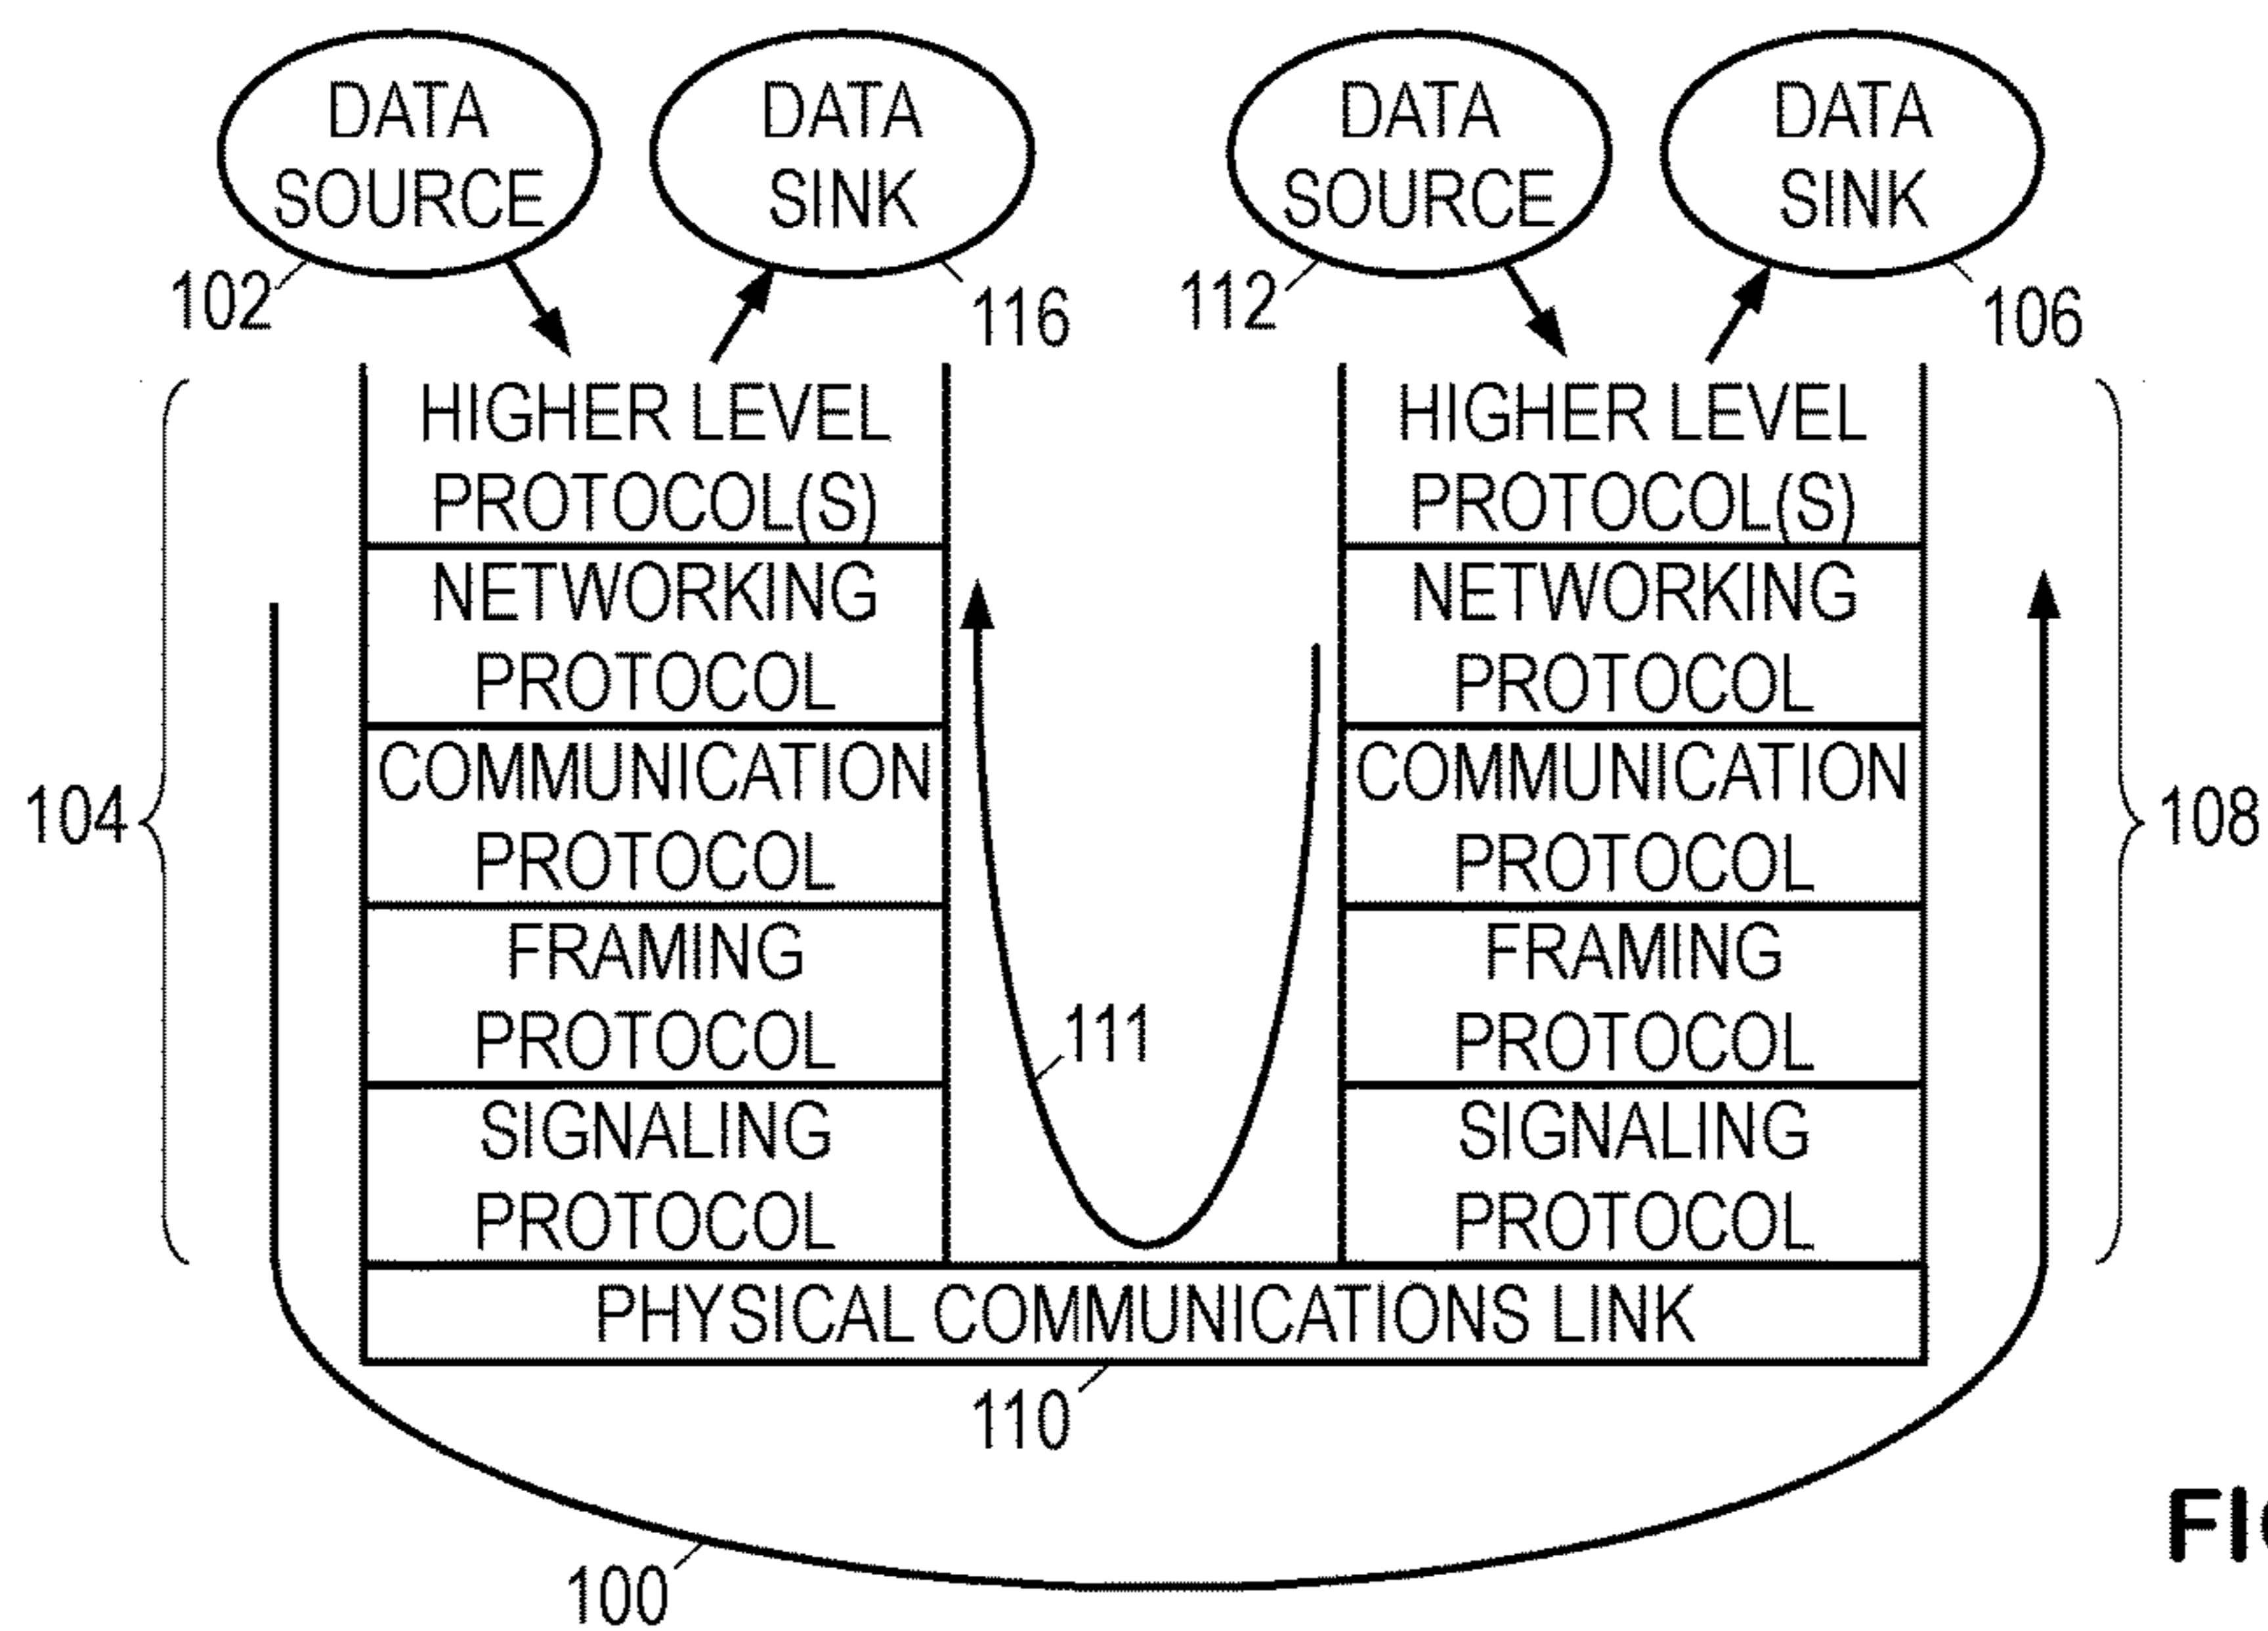 DATA SOURCE
DATA SINK
DATA SOURCE
DATA SINK
102
116
112
106
HIGHER LEVEL
PROTOCOL(S)
NETWORKING
PROTOCOL
COMMUNICATION
PROTOCOL
FRAMING
PROTOCOL
SIGNALING
PROTOCOL
104
111
HIGHER LEVEL
PROTOCOL(S)
NETWORKING
PROTOCOL
COMMUNICATION
PROTOCOL
FRAMING
PROTOCOL
SIGNALING
PROTOCOL
108
PHYSICAL COMMUNICATIONS LINK
110
100